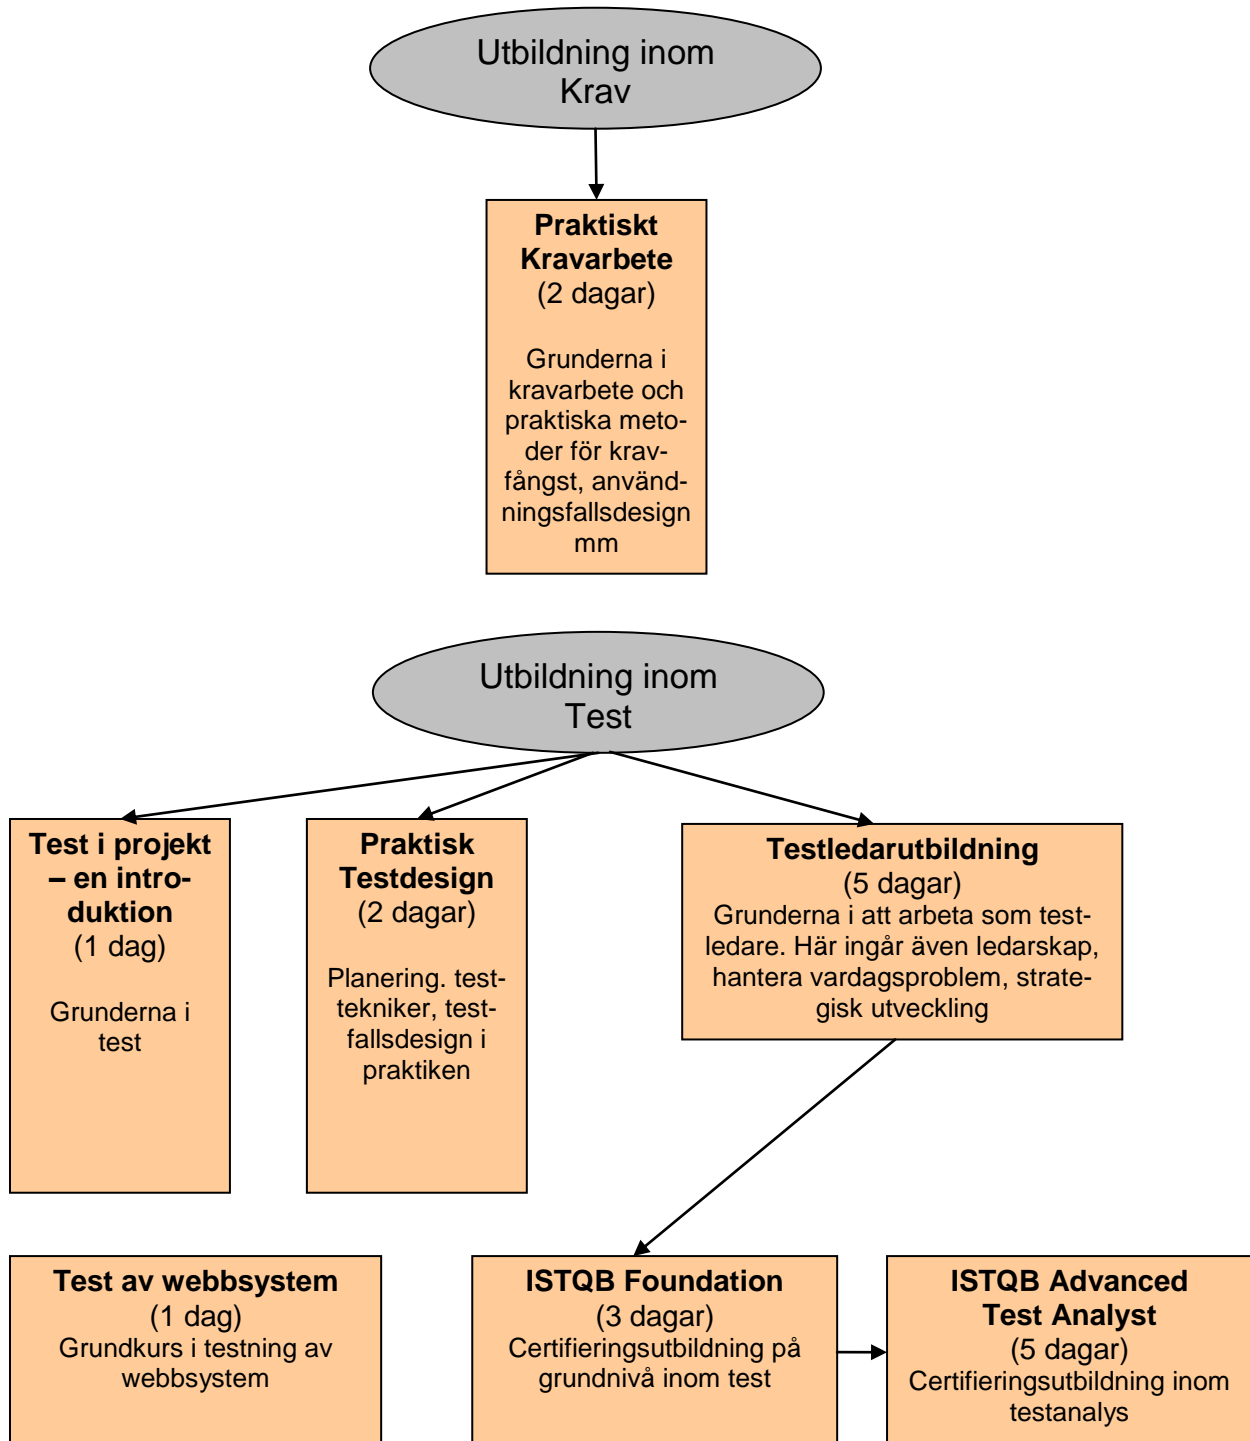 Utbildning inom
Krav
Praktiskt
Kravarbete
(2 dagar)
Grunderna i
kravarbete och
praktiska meto-
der för krav-
fångst, använd-
ningsfallsdesign
mm
Utbildning inom
Test
Test i projekt
– en intro-
duktion
(1 dag)
Grunderna i
test
Praktisk
Testdesign
(2 dagar)
Planering. test-
tekniker, test-
fallsdesign i
praktiken
Testledarutbildning
(5 dagar)
Grunderna i att arbeta som test-
ledare. Här ingår även ledarskap,
hantera vardagsproblem, strate-
gisk utveckling
Test av webbsystem
(1 dag)
Grundkurs i testning av
webbsystem
ISTQB Foundation
(3 dagar)
Certifieringsutbildning på
grundnivå inom test
ISTQB Advanced
Test Analyst
(5 dagar)
Certifieringsutbildning inom
testanalys